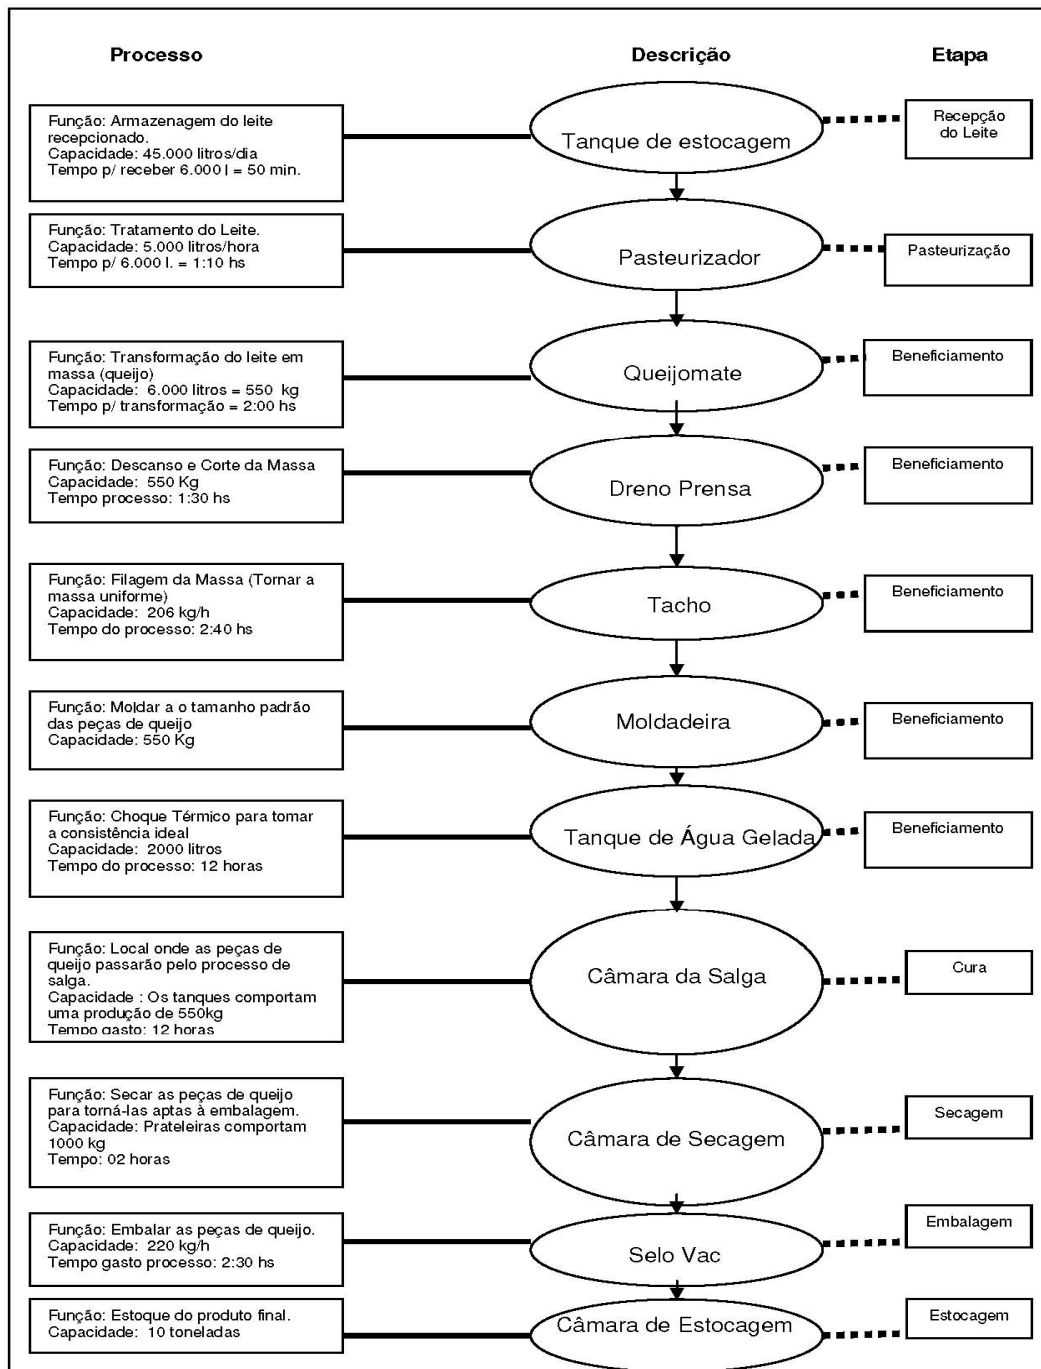 Processo Descrição Etapa
Função: Armazenagem do leite
recepcionado.
Capacidade: 45.000 litros/dia
Tempo p/ receber 6.000 l = 50 min.
Tanque de estocagem
Recepção
do Leite
Função: Tratamento do Leite.
Capacidade: 5.000 litros/hora
Tempo p/ 6.000 l. = 1:10 hs
Pasteurizador
Pasteurização
Função: Transformação do leite em
massa (queijo)
Capacidade: 6.000 litros = 550 kg
Tempo p/ transformação = 2:00 hs
Queijomate
Beneficiamento
Função: Descanso e Corte da Massa
Capacidade: 550 Kg
Tempo processo: 1:30 hs
Dreno Prensa
Beneficiamento
Função: Filagem da Massa (Tornar a
massa uniforme)
Capacidade: 206 kg/h
Tempo do processo: 2:40 hs
Tacho
Beneficiamento
Função: Moldar a o tamanho padrão
das peças de queijo
Capacidade: 550 Kg
Moldadeira
Beneficiamento
Função: Choque Térmico para tomar
a consistência ideal
Capacidade: 2000 litros
Tempo do processo: 12 horas
Tanque de Água Gelada
Beneficiamento
Função: Local onde as peças de
queijo passarão pelo processo de
salga.
Capacidade : Os tanques comportam
uma produção de 550kg
Tempo gasto: 12 horas
Câmara da Salga
Cura
Função: Secar as peças de queijo
para torná-las aptas à embalagem.
Capacidade: Prateleiras comportam
1000 kg
Tempo: 02 horas
Câmara de Secagem
Secagem
Função: Embalar as peças de queijo.
Capacidade: 220 kg/h
Tempo gasto processo: 2:30 hs
Selo Vac
Embalagem
Função: Estoque do produto final.
Capacidade: 10 toneladas
Câmara de Estocagem
Estocagem